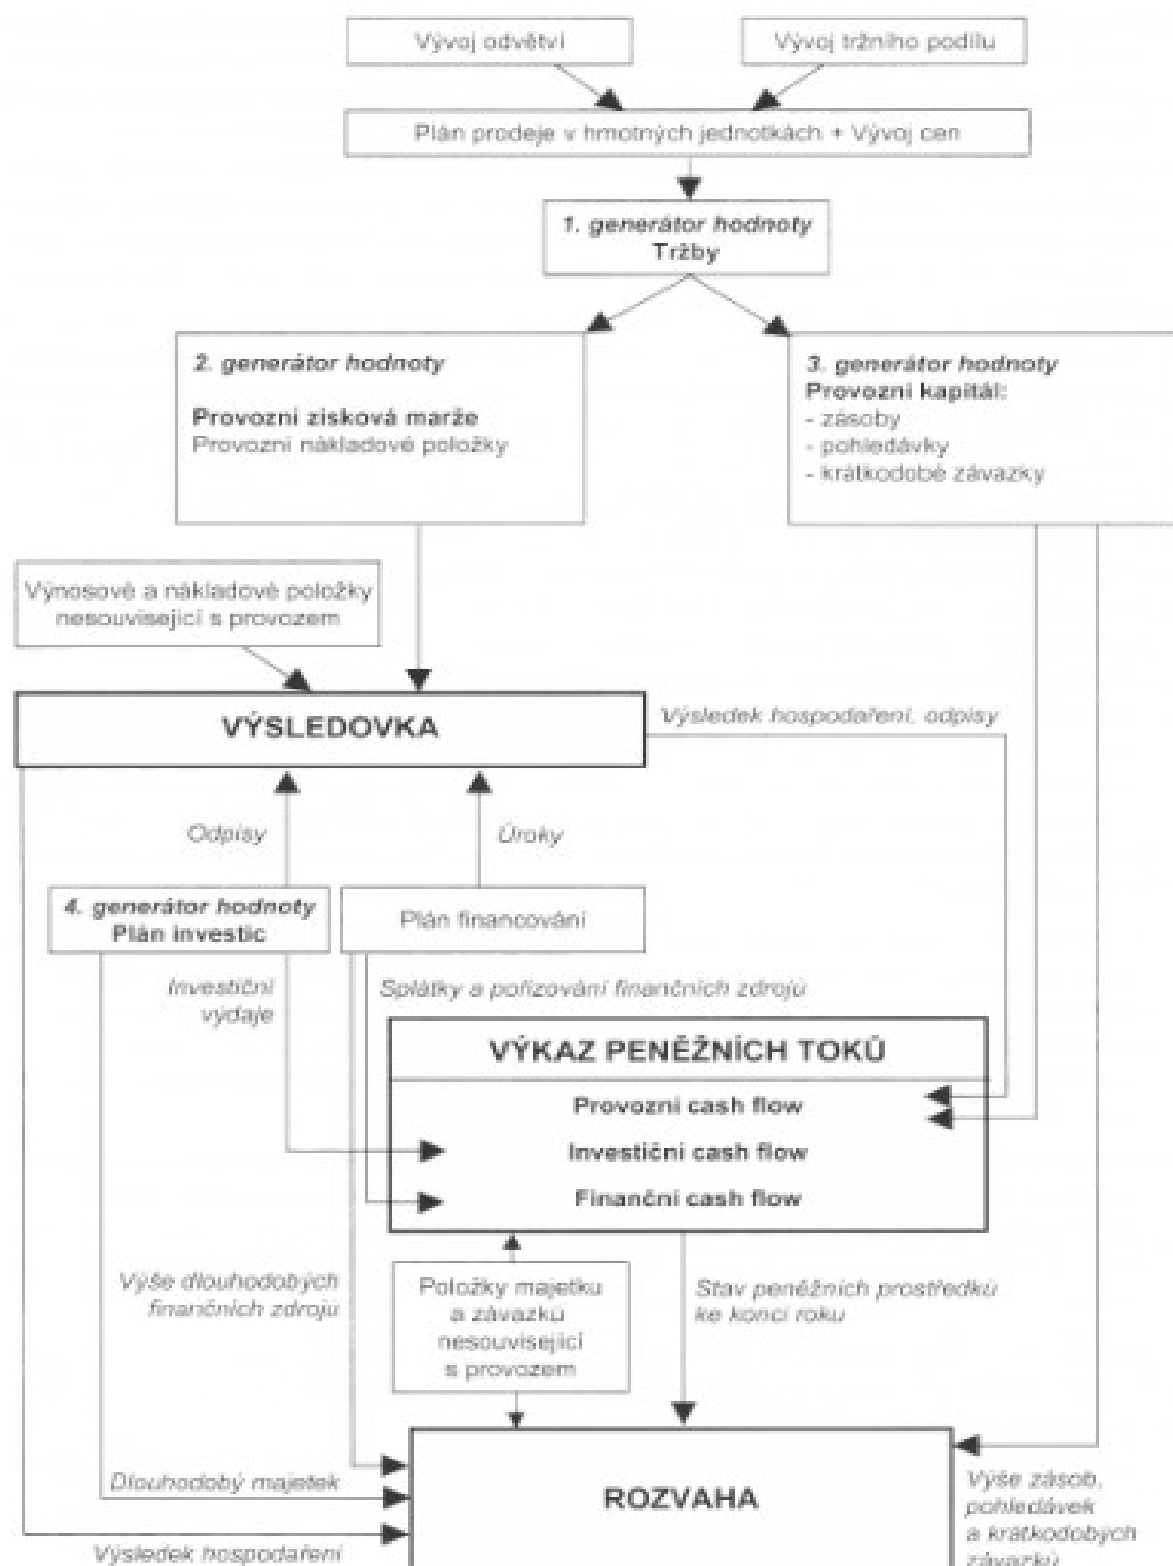 Vývoj odvětví
Vývoj tržního podílu
Plán prodeje v hmotných jednotkách + Vývoj cen
1. generátor hodnoty
Tržby
2. generátor hodnoty
Provozní zisková marže
Provozní nákladové položky
3. generátor hodnoty
Provozní kapitál:
- zásoby
- pohledávky
- krátkodobé závazky
Výnosové a nákladové položky
nesouvisející s provozem
VÝSLEDOVKA
Výsledek hospodaření, odpisy
Odpisy
Úroky
4. generátor hodnoty
Plán investic
Plán financování
Investiční
výdaje
Splátky a pořizování finančních zdrojů
VÝKAZ PENĚŽNÍCH TOKŮ
Provozní cash flow
Investiční cash flow
Finanční cash flow
Výše dlouhodobých
finančních zdrojů
Položky majetku
a závazků
nesouvisející
s provozem
Stav peněžních prostředků
ke konci roku
Dlouhodobý majetek
ROZVAHA
Výše zásob,
pohledávek
a krátkodobých
závazků
Výsledek hospodaření